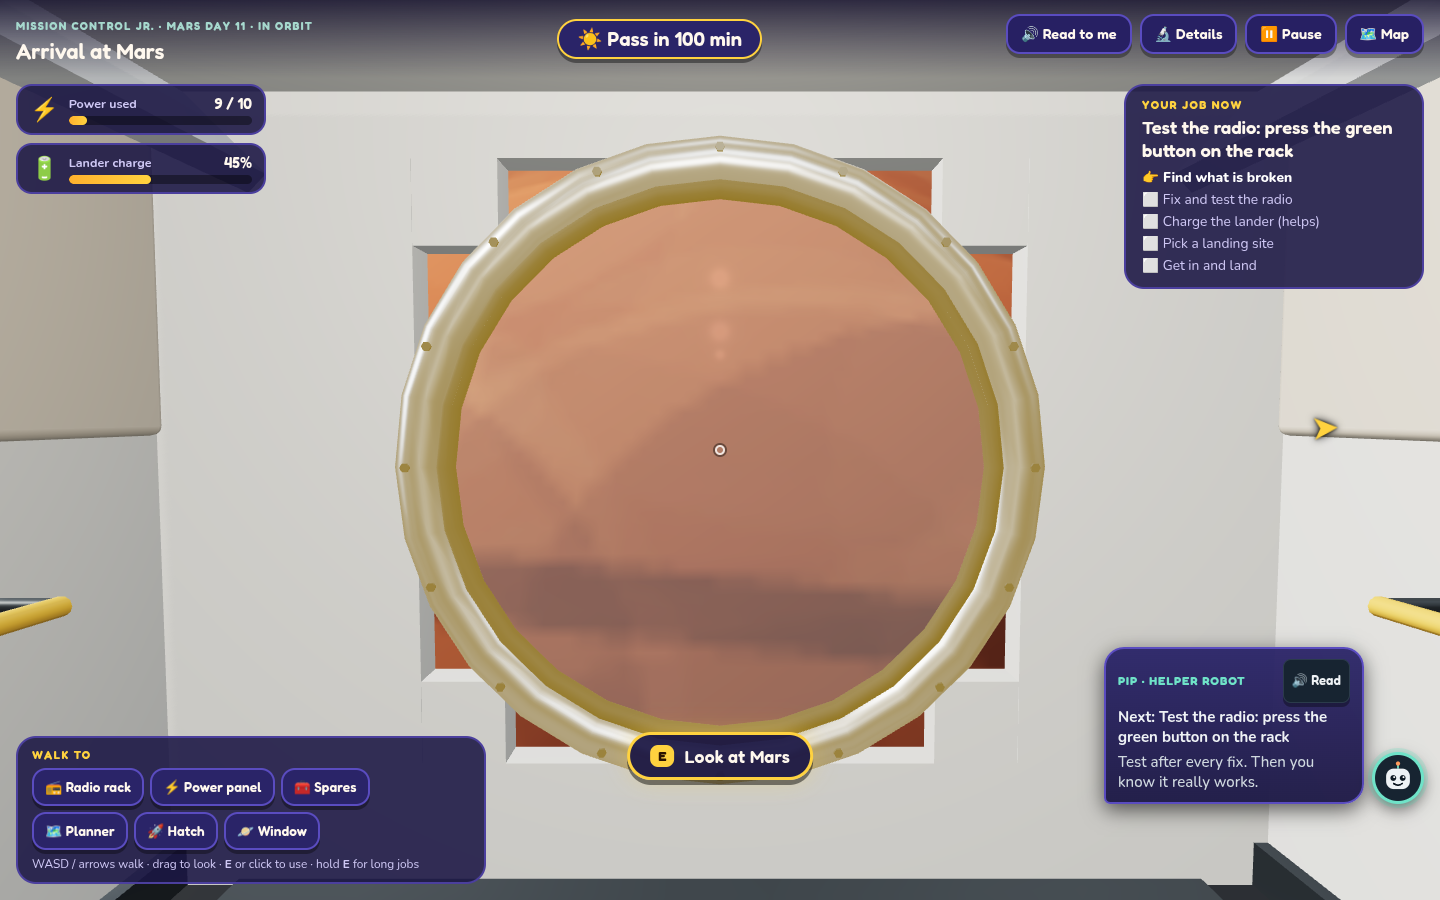 MISSION CONTROL JR. · MARS DAY 11 · IN ORBIT
Arrival at Mars
☀️ Pass in 100 min
🔊 Read to me
🔬 Details
⏸️ Pause
🗺️ Map
⚡ Power used 9 / 10
🔋 Lander charge 45%
YOUR JOB NOW
Test the radio: press the green
button on the rack
👉 Find what is broken
⬜ Fix and test the radio
⬜ Charge the lander (helps)
⬜ Pick a landing site
⬜ Get in and land
E Look at Mars
PIP · HELPER ROBOT
🔊 Read
Next: Test the radio: press the
green button on the rack
Test after every fix. Then you
know it really works.
WALK TO
📻 Radio rack
⚡ Power panel
🧰 Spares
🗺️ Planner
🚀 Hatch
🪐 Window
WASD / arrows walk · drag to look · E or click to use · hold E for long jobs